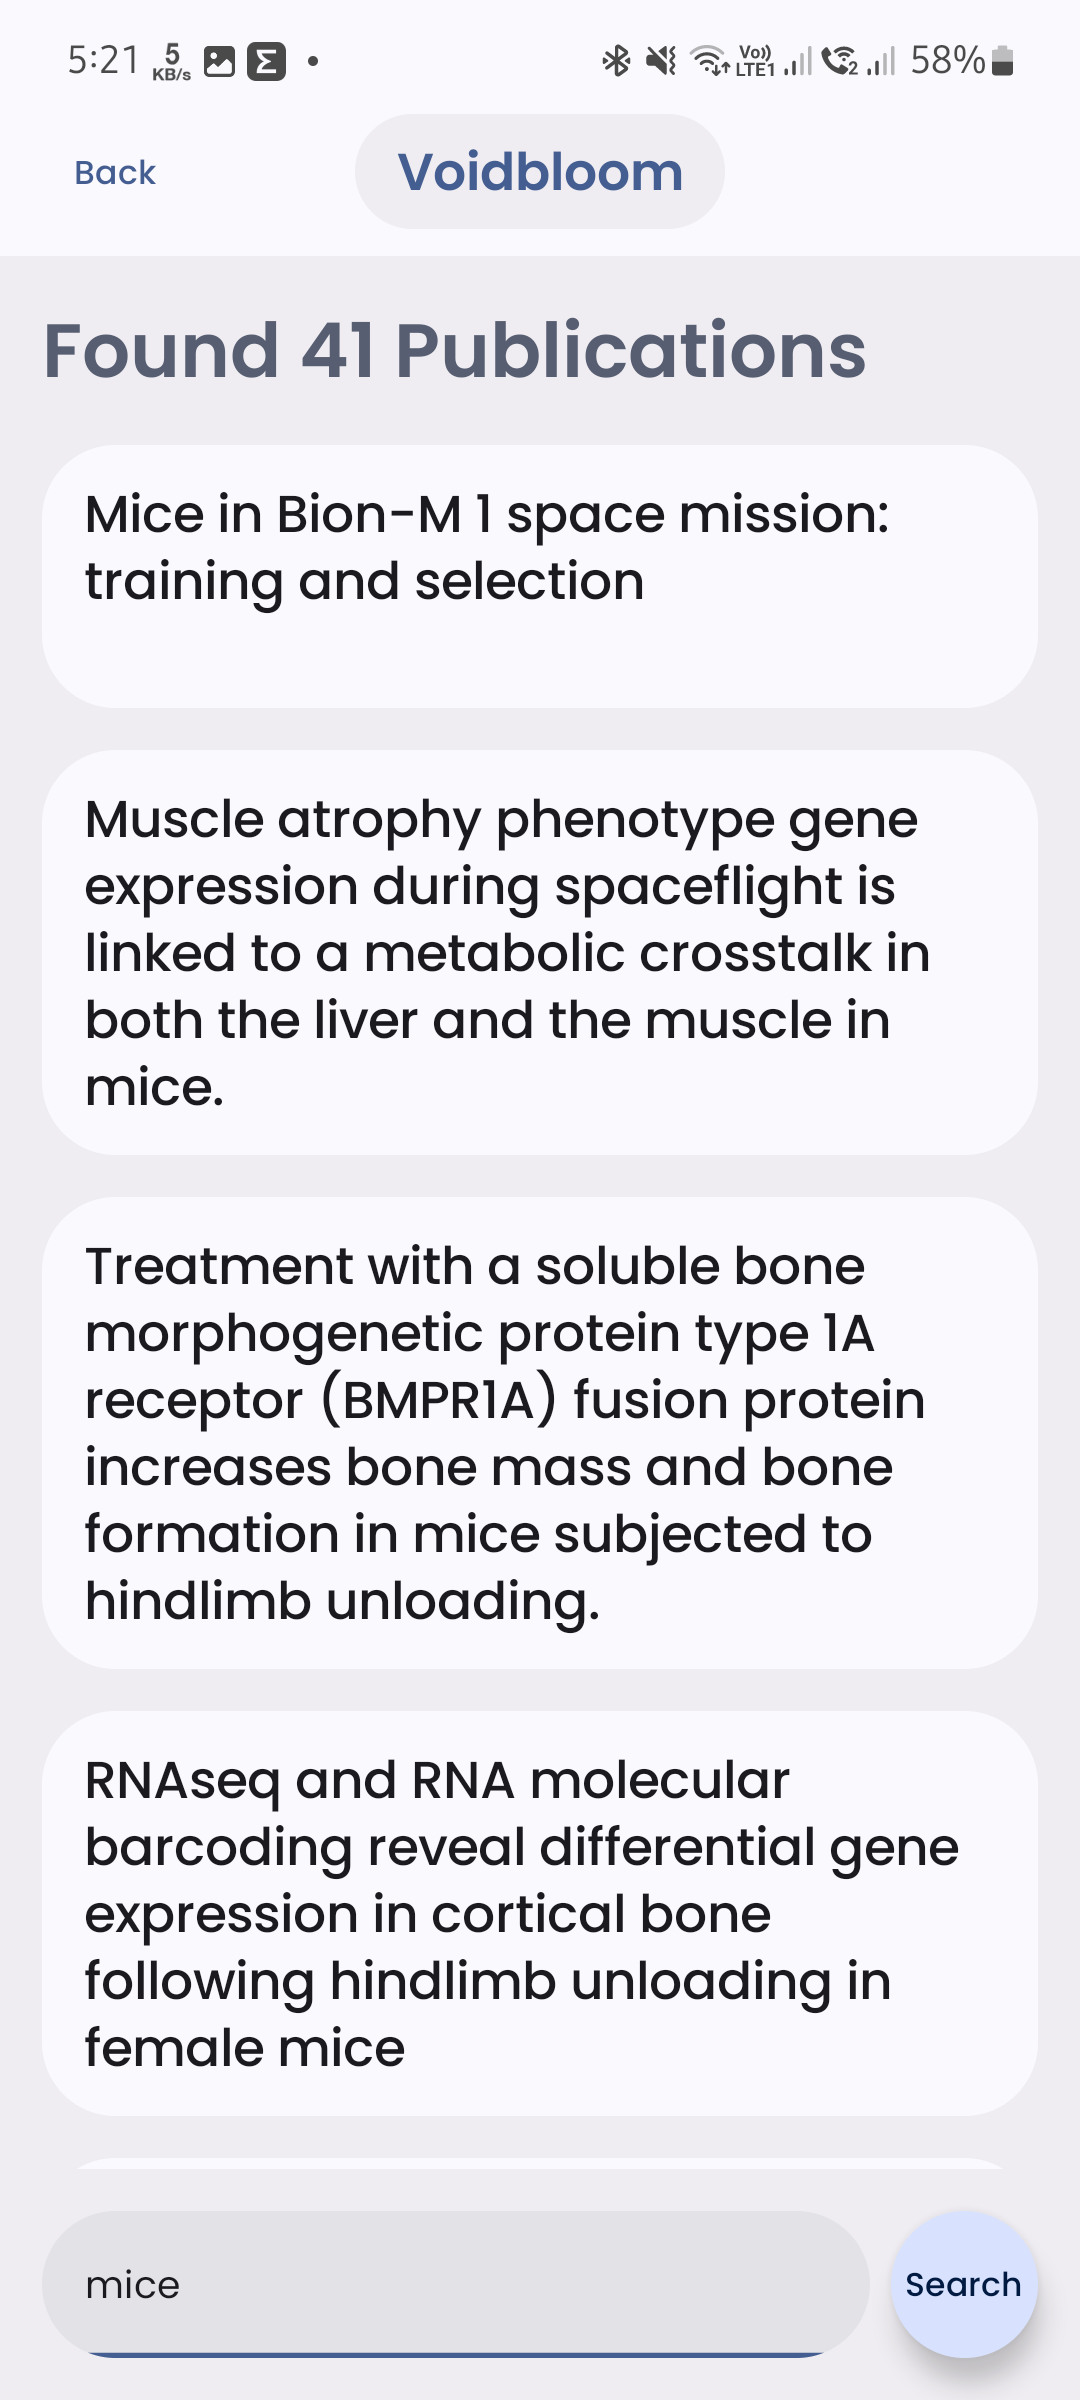 5:21 5 KB/s Vo)) LTE1 2 58%
Back
Voidbloom
Found 41 Publications
Mice in Bion-M 1 space mission:
training and selection
Muscle atrophy phenotype gene
expression during spaceflight is
linked to a metabolic crosstalk in
both the liver and the muscle in
mice.
Treatment with a soluble bone
morphogenetic protein type 1A
receptor (BMPR1A) fusion protein
increases bone mass and bone
formation in mice subjected to
hindlimb unloading.
RNAseq and RNA molecular
barcoding reveal differential gene
expression in cortical bone
following hindlimb unloading in
female mice
mice
Search